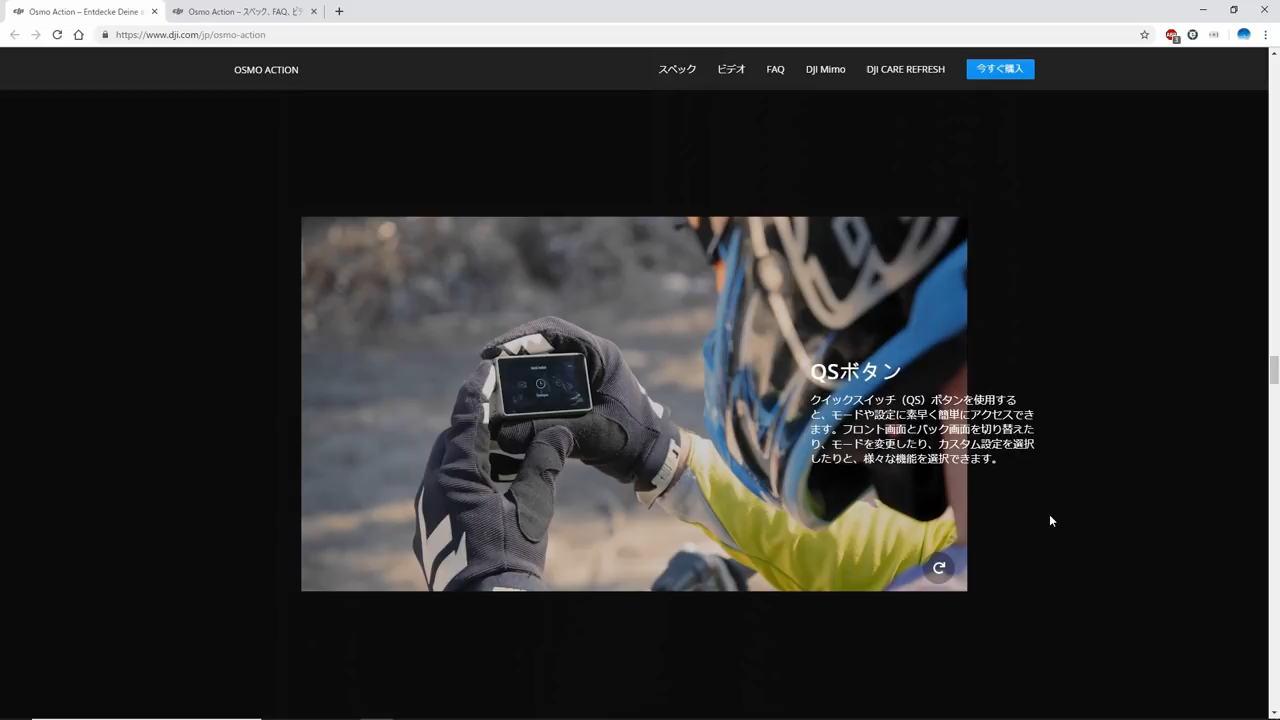 Osmo Action – Entdecke Deine a
Osmo Action – スペック、FAQ、ビデ
https://www.dji.com/jp/osmo-action
OSMO ACTION
スペック
ビデオ
FAQ
DJI Mimo
DJI CARE REFRESH
今すぐ購入
QSボタン
クイックスイッチ（QS）ボタンを使用する
と、モードや設定に素早く簡単にアクセスでき
ます。フロント画面とバック画面を切り替えた
り、モードを変更したり、カスタム設定を選択
したりと、様々な機能を選択できます。